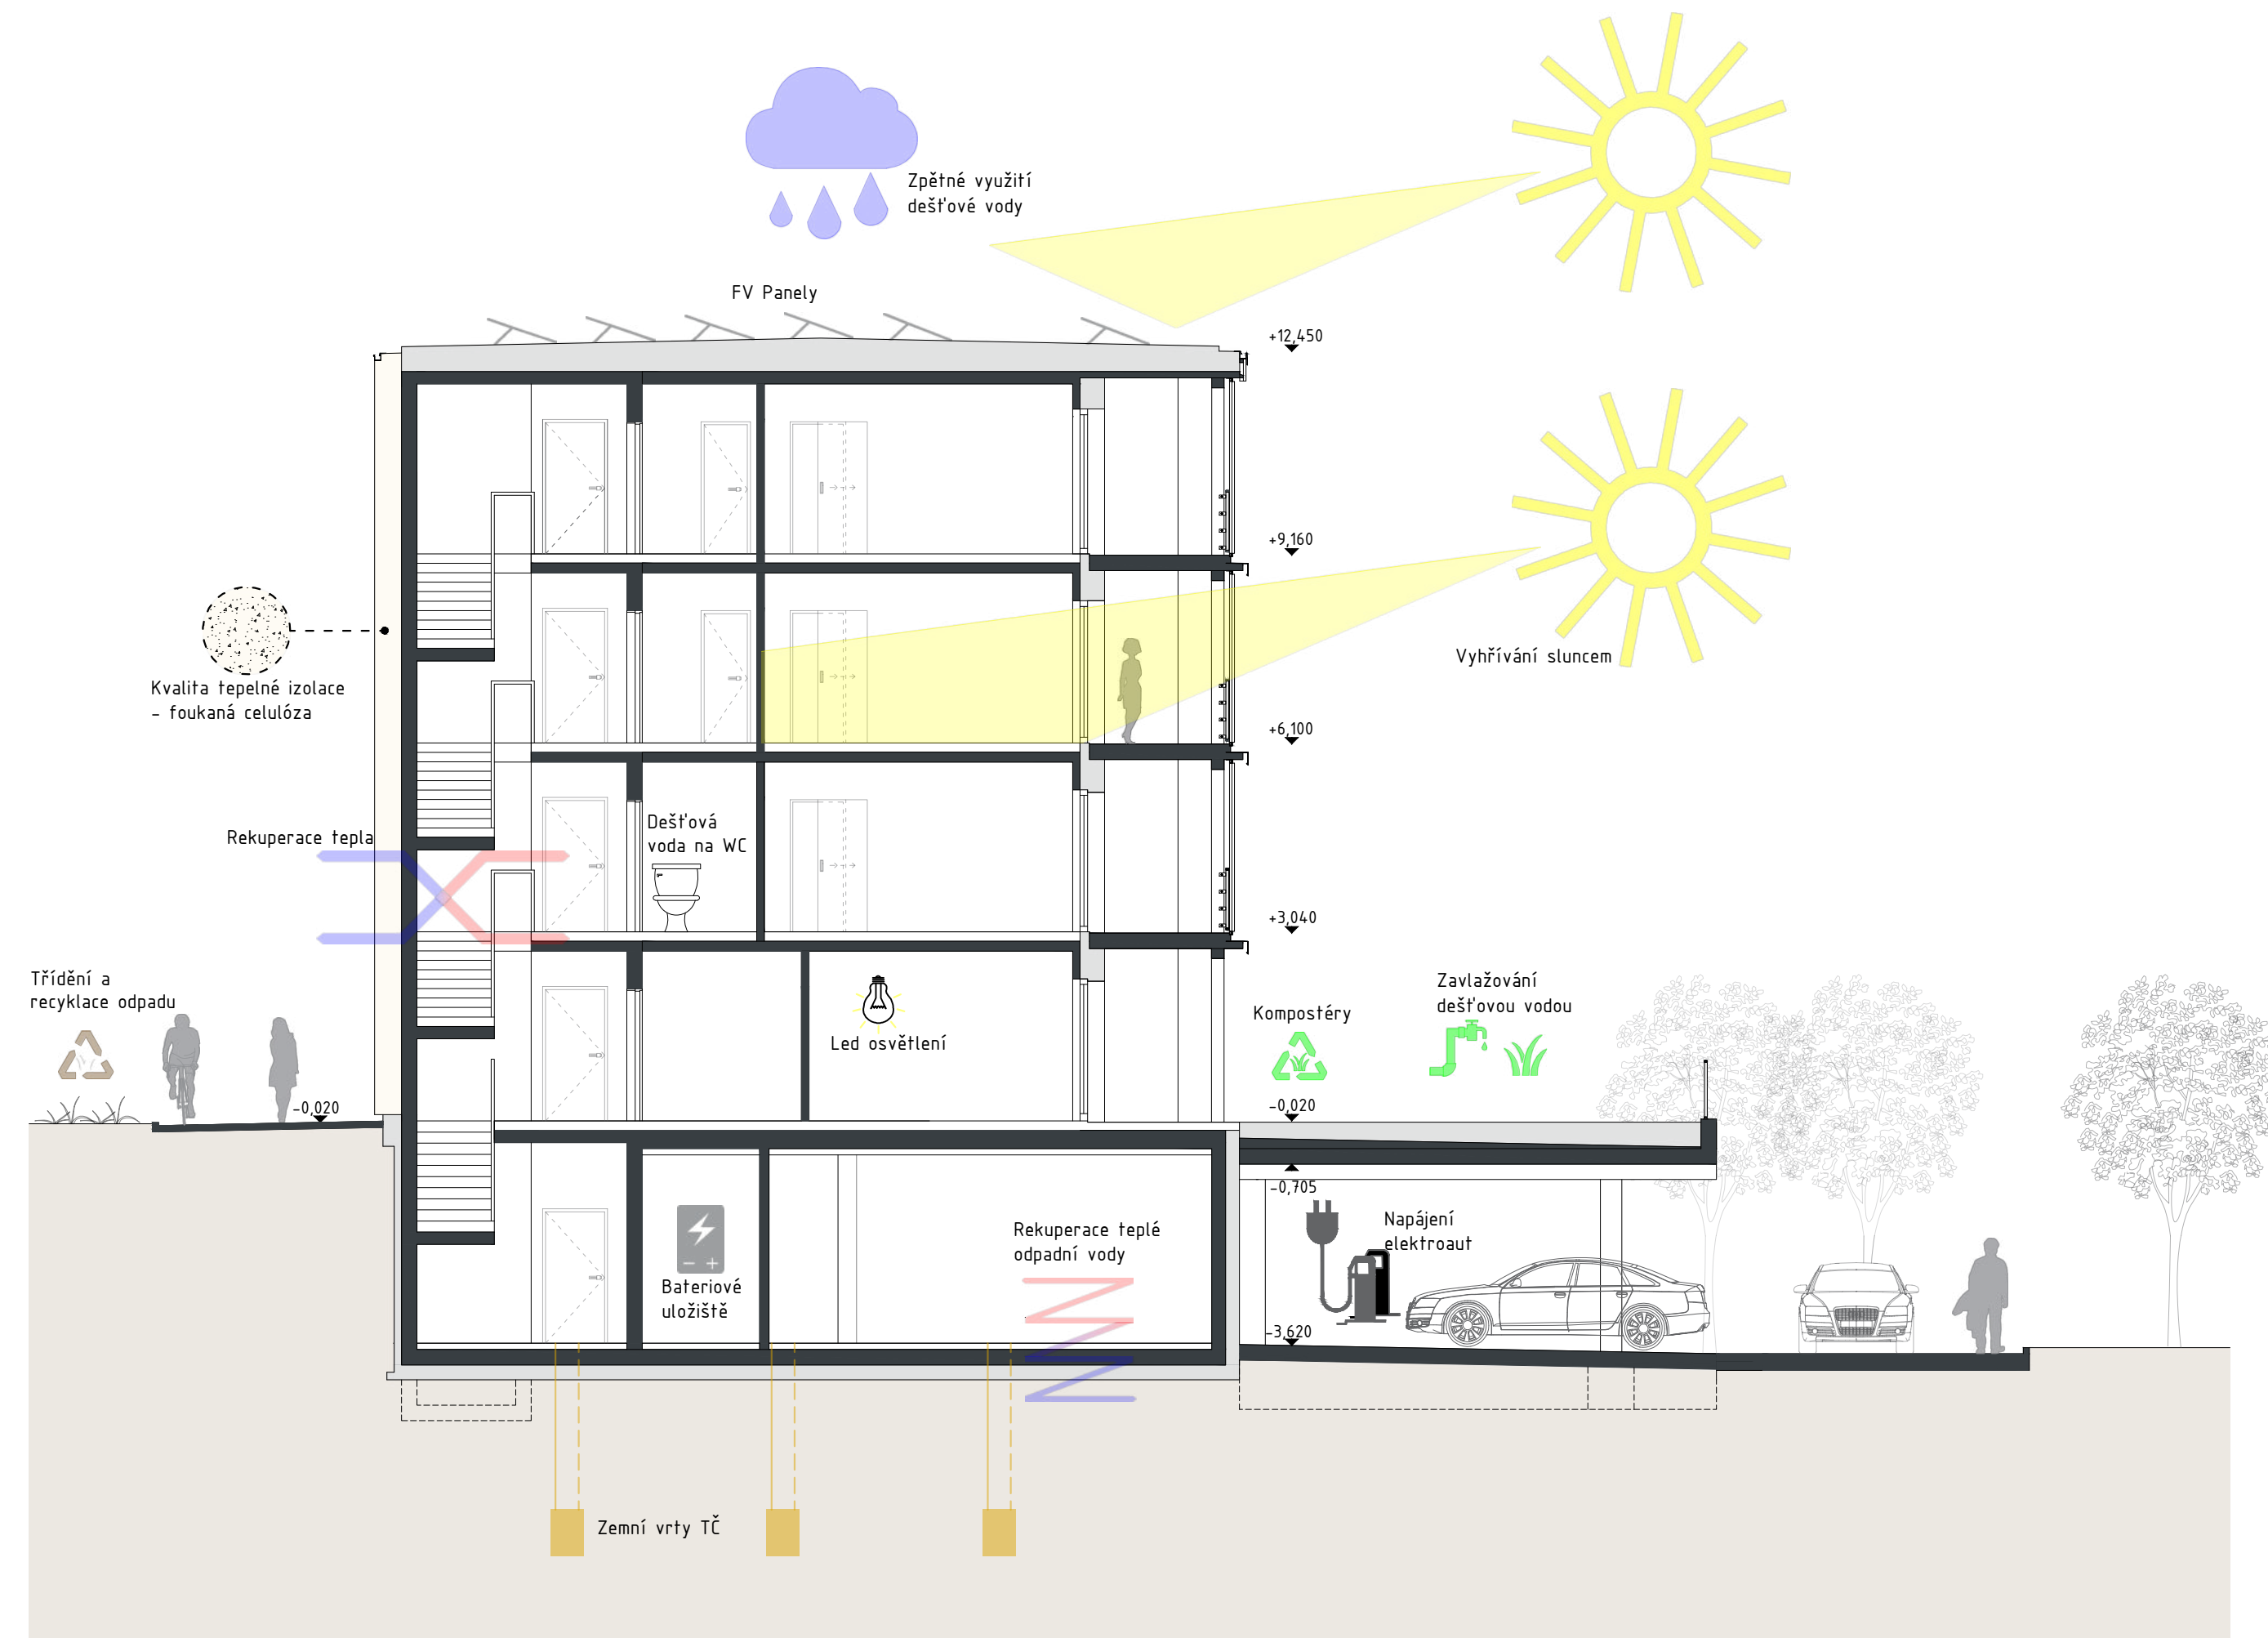 Zpětné využití
dešťové vody
FV Panely
+12,450
+9,160
Vyhřívání sluncem
Kvalita tepelné izolace
- foukaná celulóza
+6,100
Rekuperace tepla
Dešťová
voda na WC
+3,040
Třídění a
recyklace odpadu
Led osvětlení
Kompostéry
Zavlažování
dešťovou vodou
-0,020
-0,020
-0,705
Napájení
elektroaut
Rekuperace teplé
odpadní vody
Bateriové
uložiště
-3,620
Zemní vrty TČ